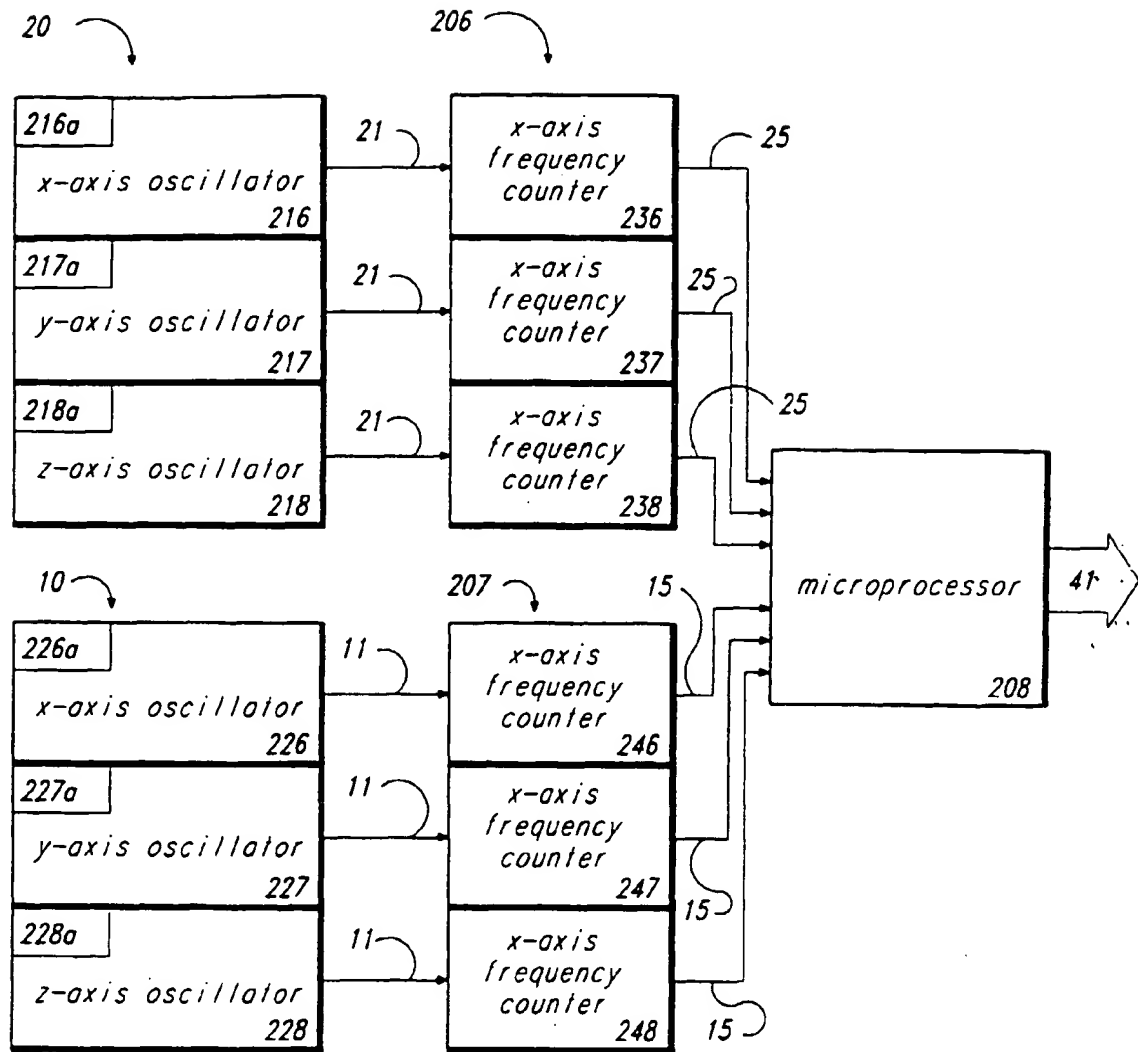 20
206
216a
x-axis oscillator
216
21
x-axis
frequency
counter
236
25
217a
y-axis oscillator
217
21
x-axis
frequency
counter
237
25
218a
z-axis oscillator
218
21
x-axis
frequency
counter
238
25
microprocessor
208
41
10
207
226a
x-axis oscillator
226
11
x-axis
frequency
counter
246
15
227a
y-axis oscillator
227
11
x-axis
frequency
counter
247
15
228a
z-axis oscillator
228
11
x-axis
frequency
counter
248
15